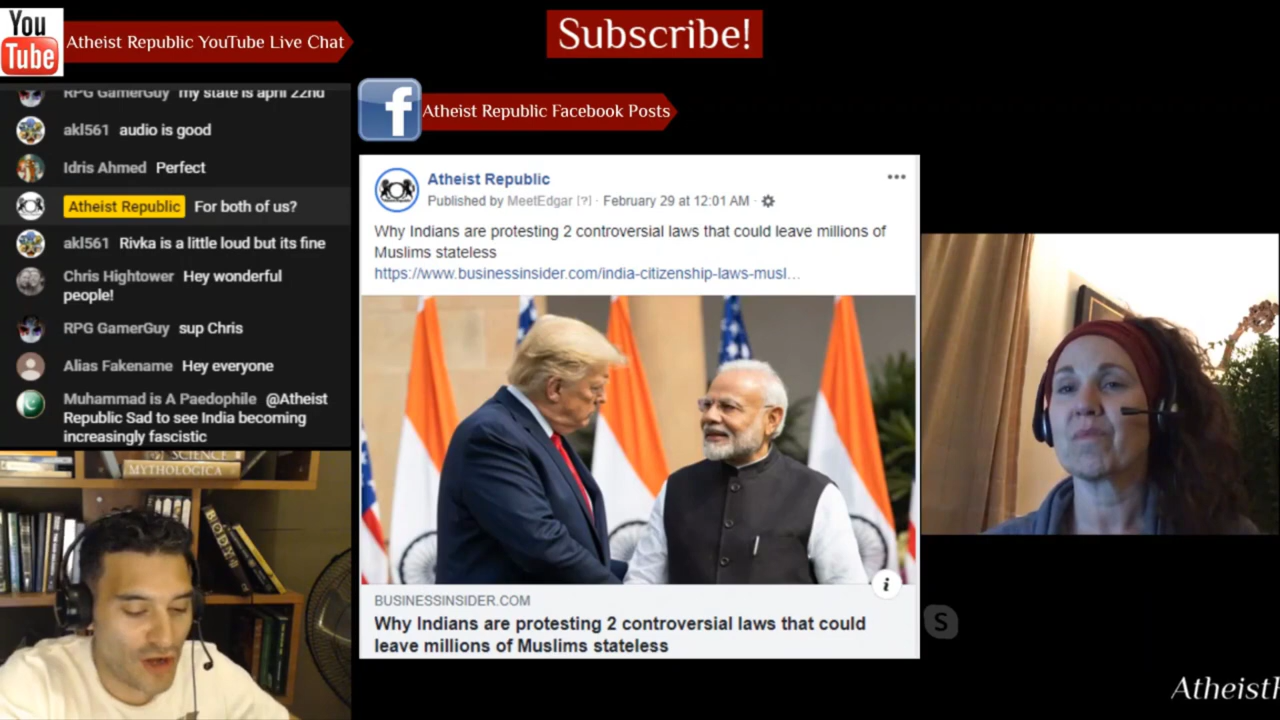 You
Tube
Atheist Republic YouTube Live Chat
Subscribe!
RPG GamerGuy my state is april 22nd
akl561 audio is good
Idris Ahmed Perfect
Atheist Republic For both of us?
akl561 Rivka is a little loud but its fine
Chris Hightower Hey wonderful
people!
RPG GamerGuy sup Chris
Alias Fakename Hey everyone
Muhammad is A Paedophile @Atheist
Republic Sad to see India becoming
increasingly fascistic
SCIENCE
MYTHOLOGICA
f
Atheist Republic Facebook Posts
Atheist Republic
Published by MeetEdgar [?] · February 29 at 12:01 AM ·
Why Indians are protesting 2 controversial laws that could leave millions of
Muslims stateless
https://www.businessinsider.com/india-citizenship-laws-musl...
i
BUSINESSINSIDER.COM
Why Indians are protesting 2 controversial laws that could
leave millions of Muslims stateless
S